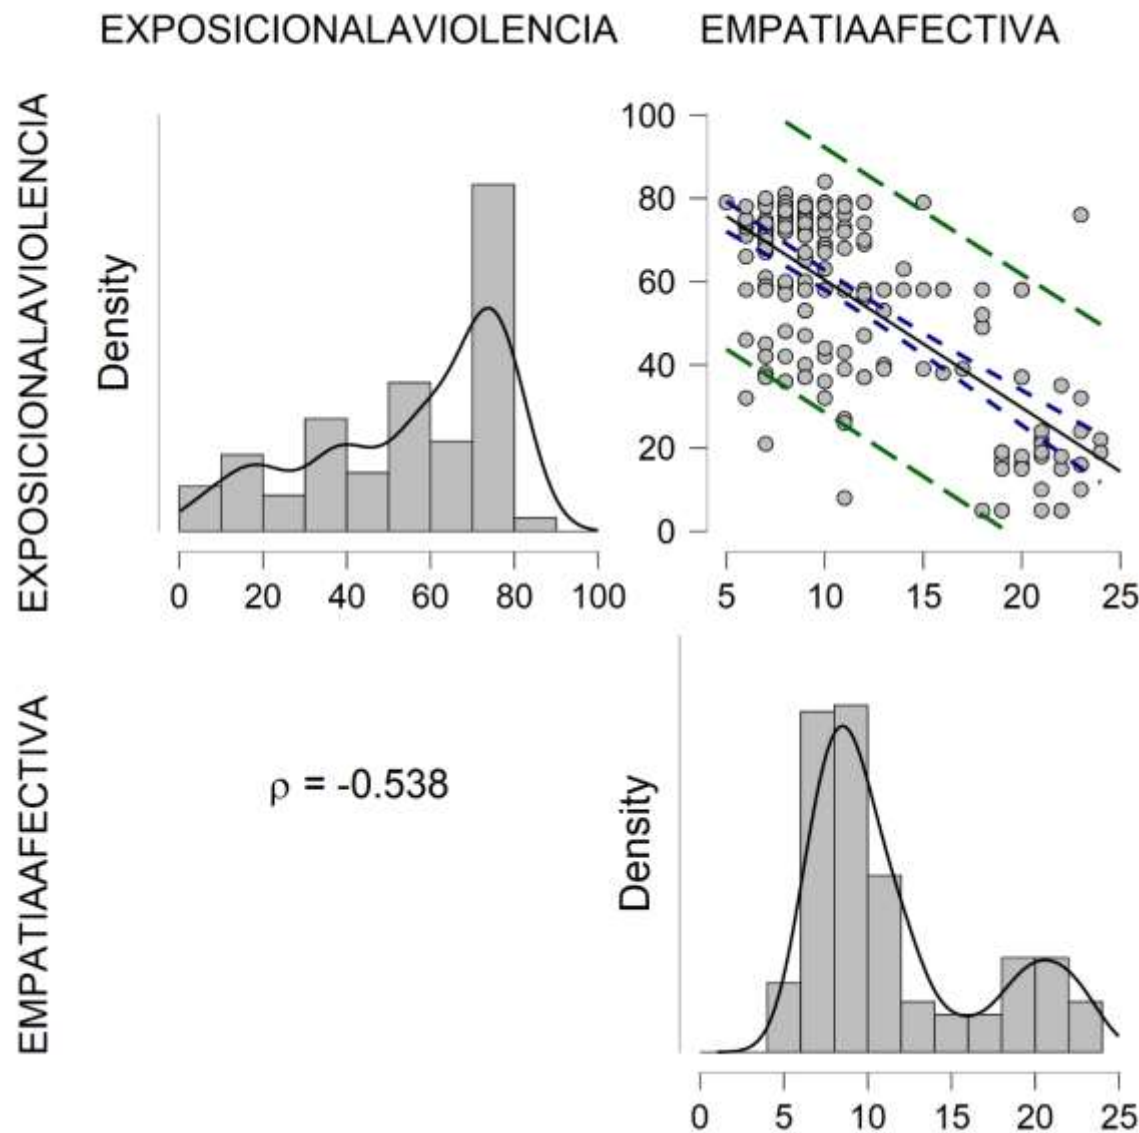 EXPOSICIONALAVIOLENCIA
EMPATIAAFECTIVA
EXPOSICIONALAVIOLENCIA
Density
0 20 40 60 80 100
100
80
60
40
20
0
5 10 15 20 25
EMPATIAAFECTIVA
ρ = -0.538
Density
0 5 10 15 20 25